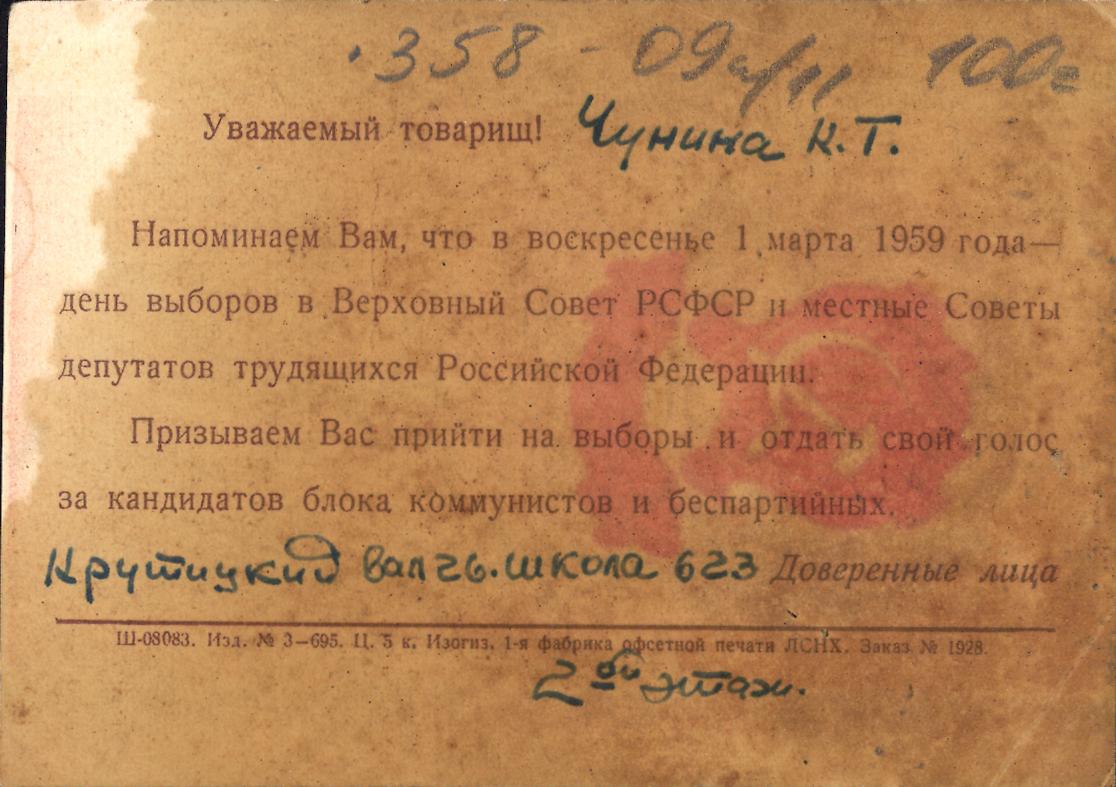 358 - 09 100г
Уважаемый товарищ! Чунина К.Т.
Напоминаем Вам, что в воскресенье 1 марта 1959 года—
день выборов в Верховный Совет РСФСР и местные Советы
депутатов трудящихся Российской Федерации.
Призываем Вас прийти на выборы и отдать свой голос
за кандидатов блока коммунистов и беспартийных.
Крутицкий вал школа 623 Доверенные лица
Ш-08083. Изд. № 3—695. Ц. 5 к. Изогиз. 1-я фабрика офсетной печати ЛСНХ. Заказ № 1928.
2ой этаж.